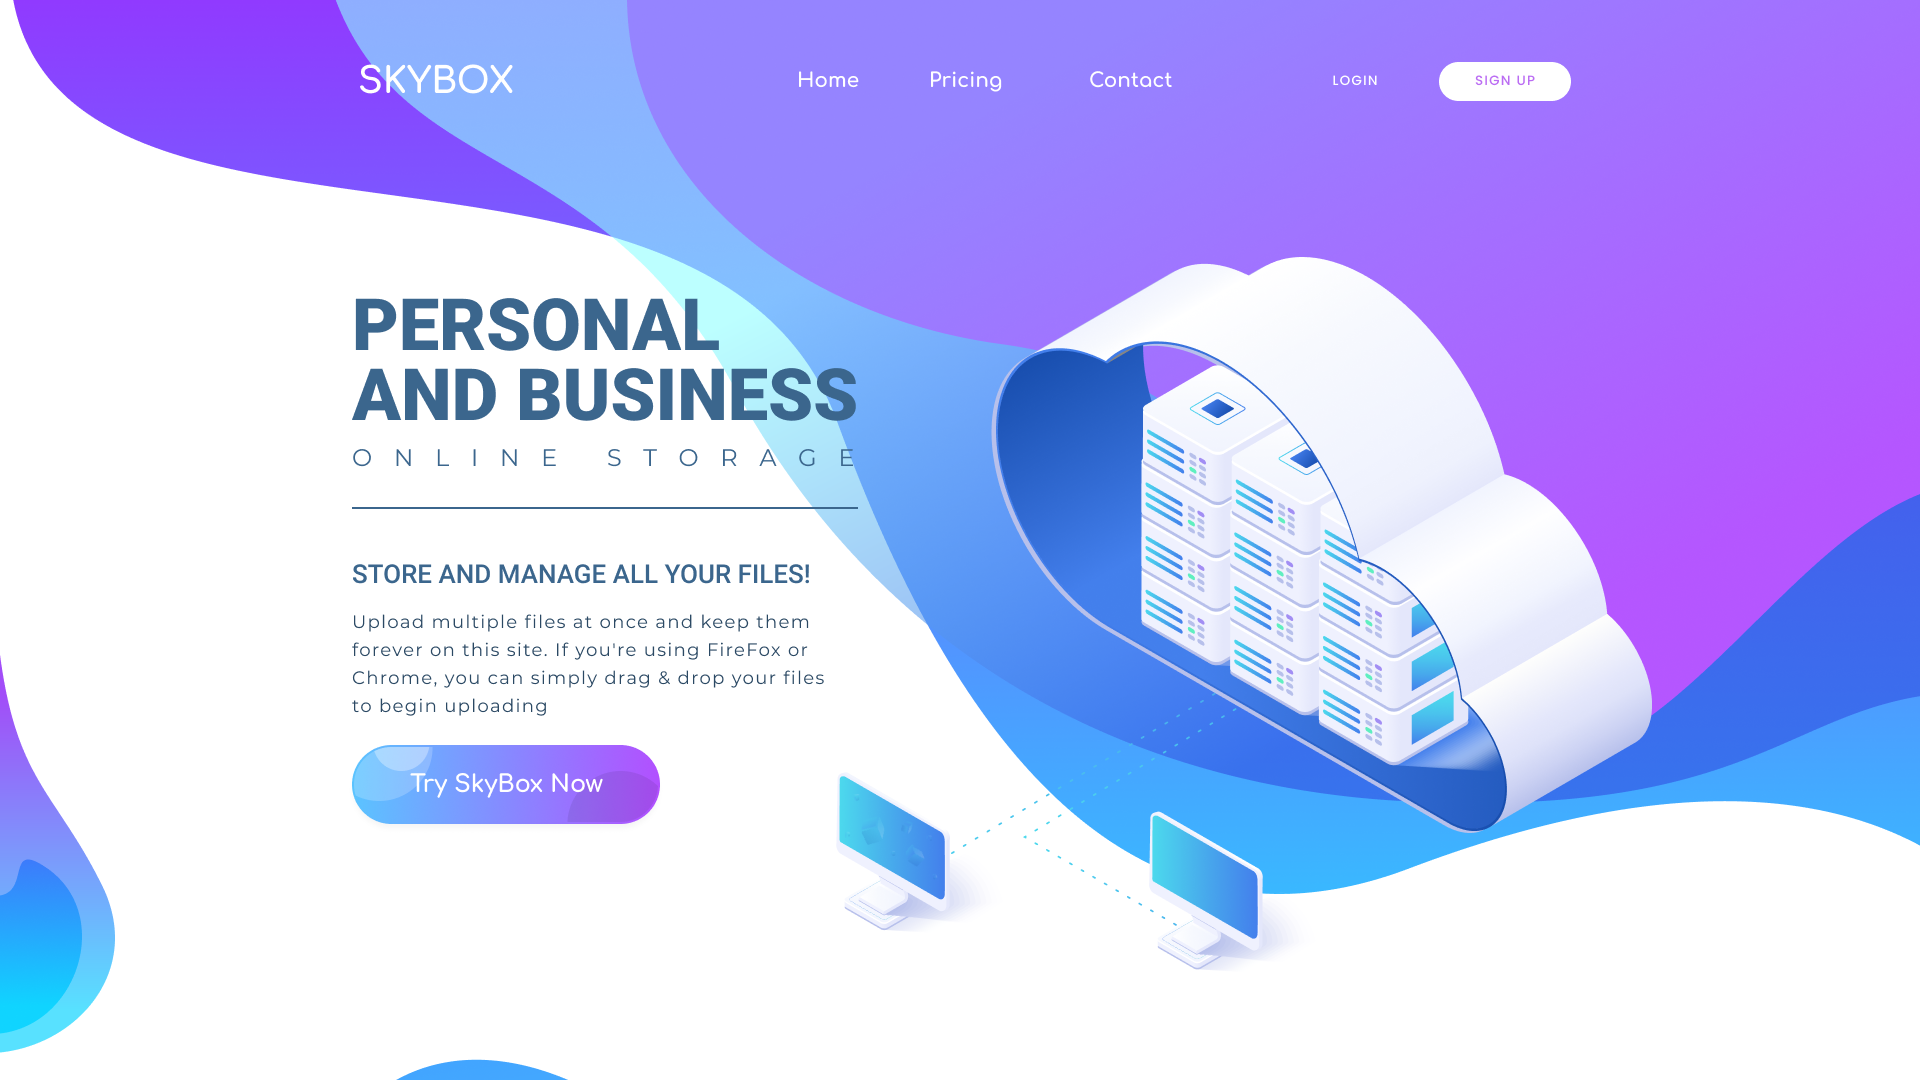 SKYBOX
Home
Pricing
Contact
LOGIN
SIGN UP
PERSONAL
AND BUSINESS
ONLINE STORAGE
STORE AND MANAGE ALL YOUR FILES!
Upload multiple files at once and keep them
forever on this site. If you're using FireFox or
Chrome, you can simply drag & drop your files
to begin uploading
Try SkyBox Now